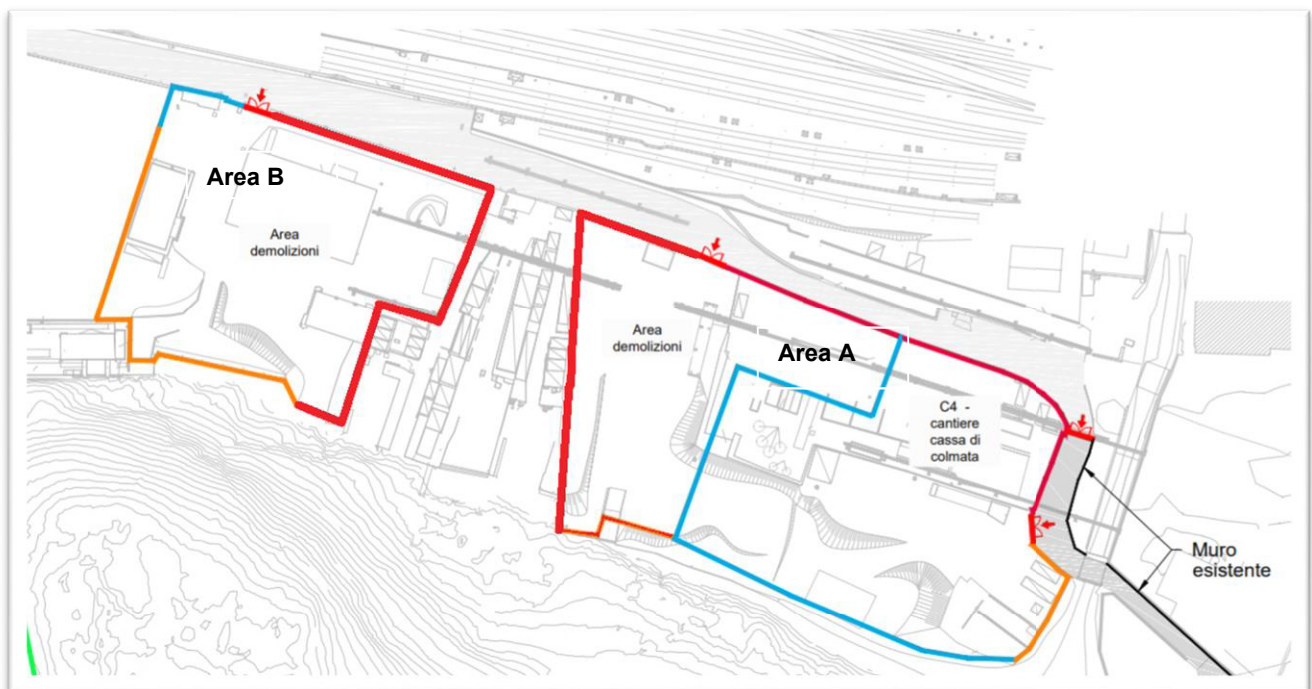 Area B
Area
demolizioni
Area
demolizioni
Area A
C4 -
cantiere
cassa di
colmata
Muro
esistente